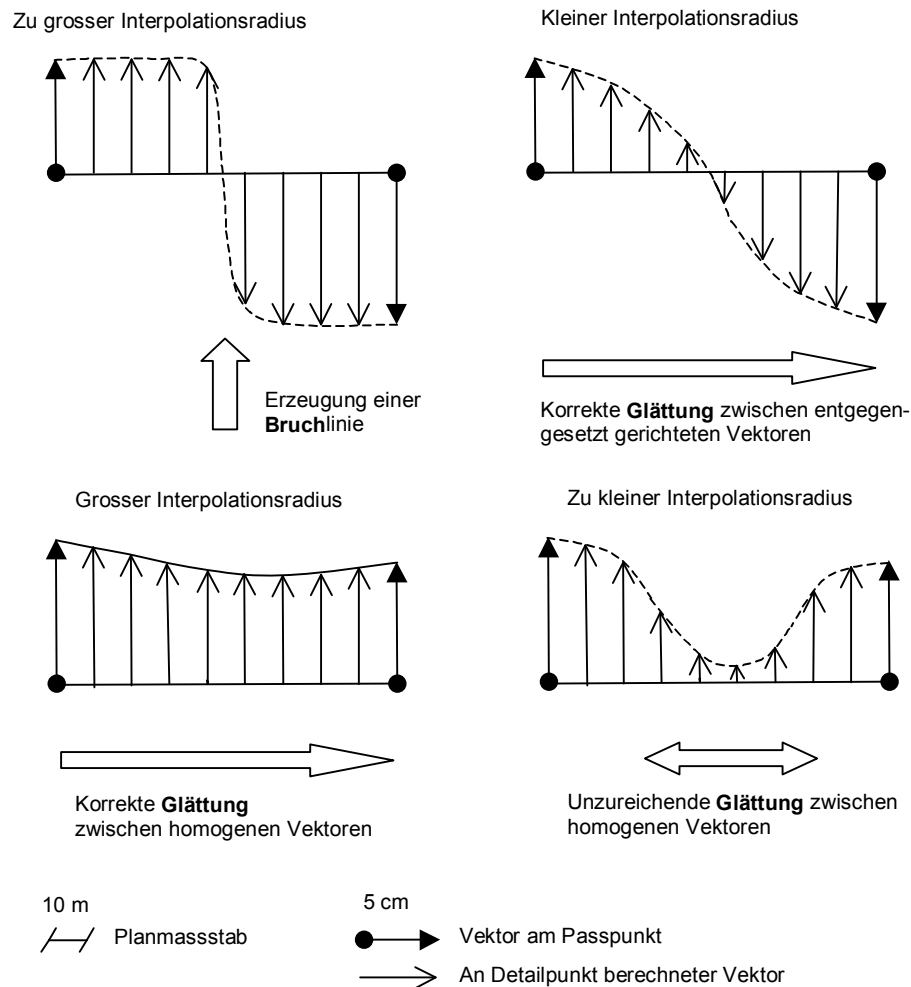 Zu grosser Interpolationsradius
Kleiner Interpolationsradius
Erzeugung einer
Bruchlinie
Korrekte Glättung zwischen entgegen-
gesetzt gerichteten Vektoren
Grosser Interpolationsradius
Zu kleiner Interpolationsradius
Korrekte Glättung
zwischen homogenen Vektoren
Unzureichende Glättung zwischen
homogenen Vektoren
10 m
Planmassstab
5 cm
Vektor am Passpunkt
An Detailpunkt berechneter Vektor